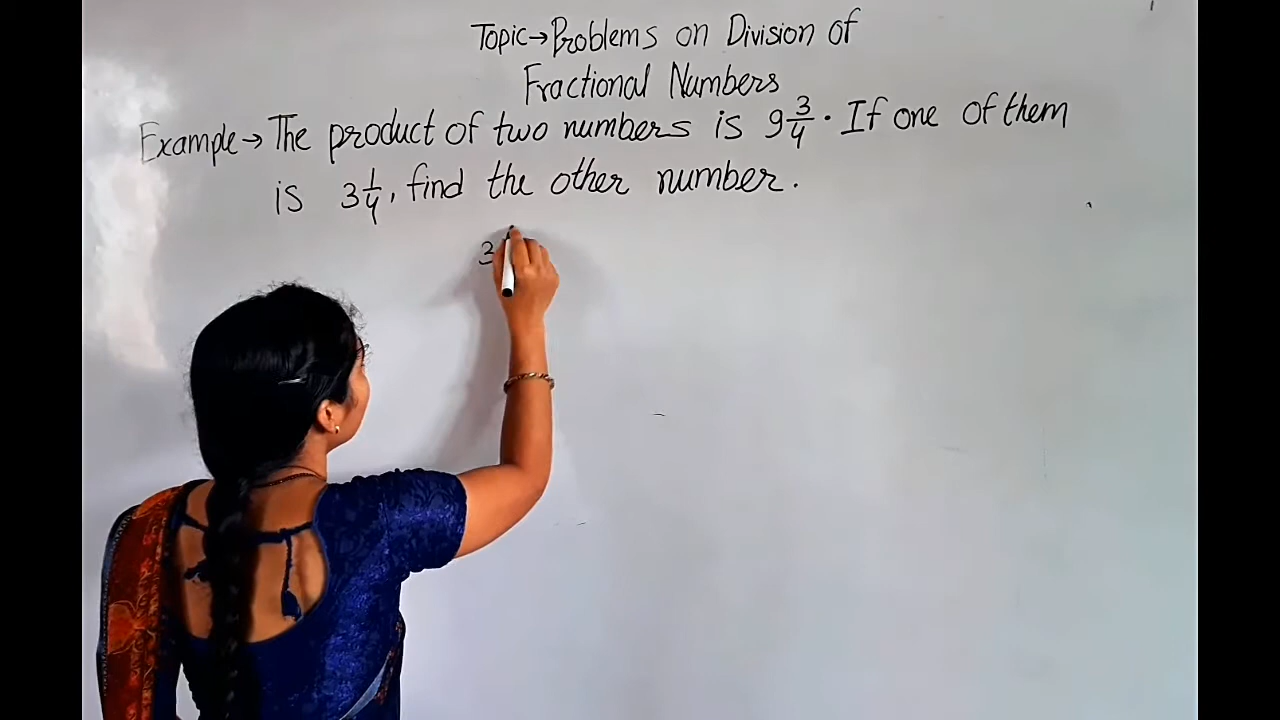 Topic→Problems on Division of
Fractional Numbers
Example→The product of two numbers is 9 3/4. If one of them
is 3 1/4, find the other number.
3